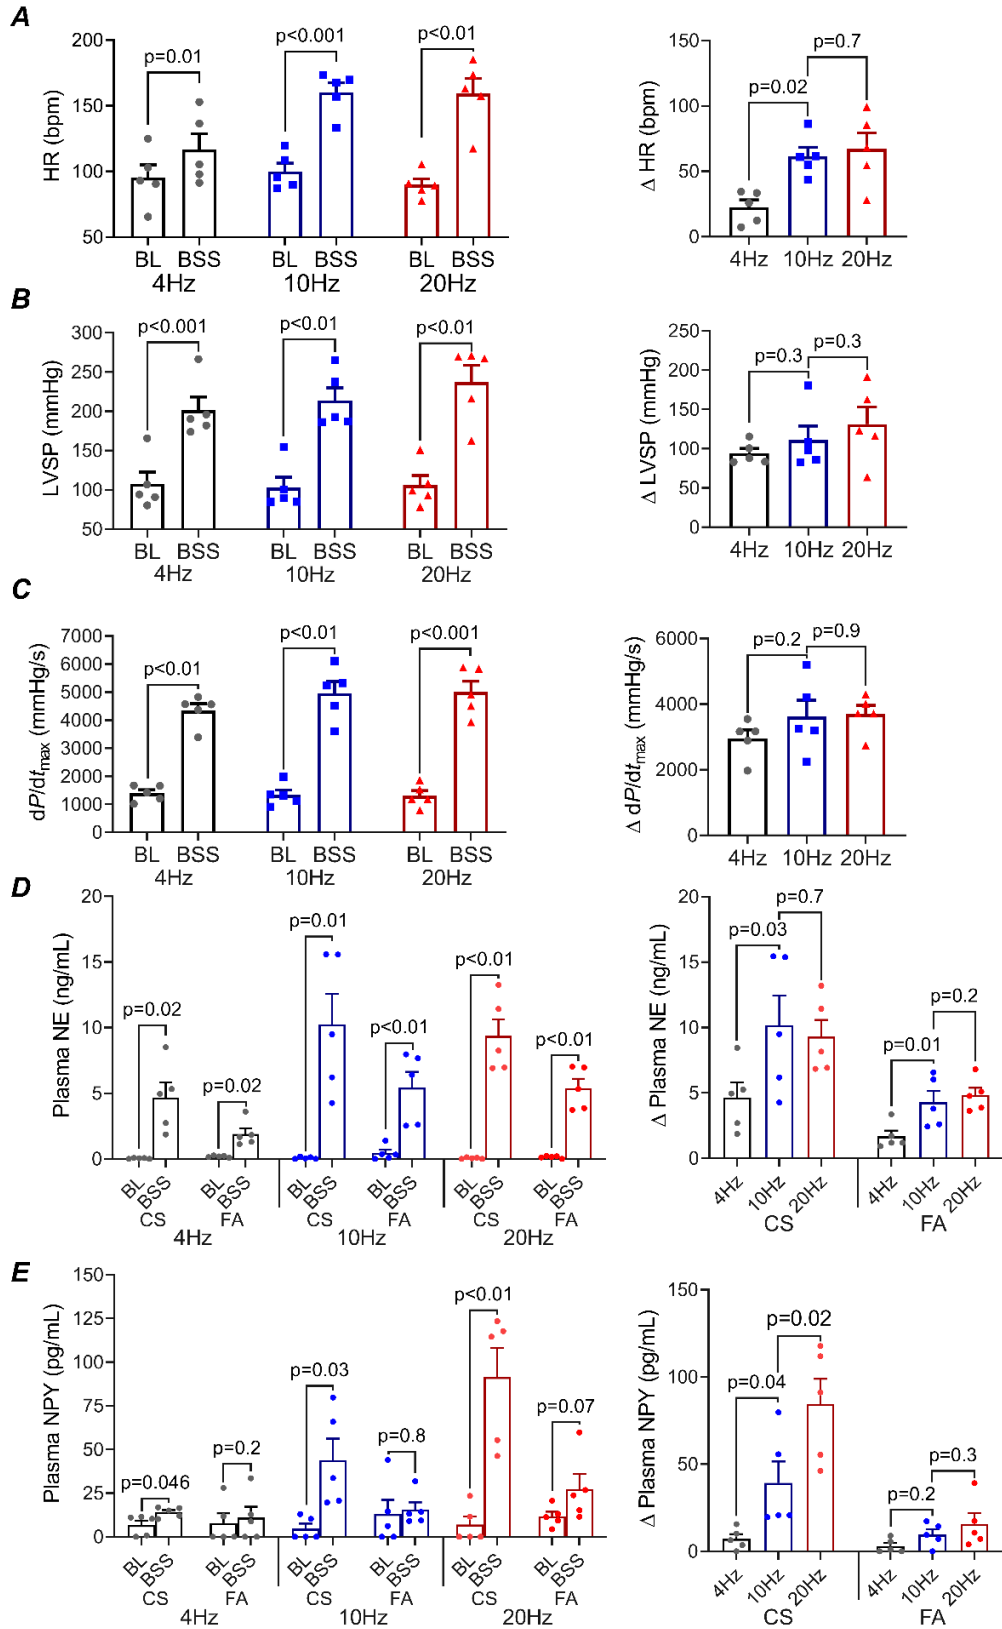 A
HR (bpm)
200
150
100
50
p=0.01
p<0.001
p<0.01
BL BSS BL BSS BL BSS
4Hz 10Hz 20Hz
Δ HR (bpm)
150
100
50
0
p=0.02
p=0.7
4Hz 10Hz 20Hz
B
LVSP (mmHg)
300
250
200
150
100
50
p<0.001
p<0.01
p<0.01
BL BSS BL BSS BL BSS
4Hz 10Hz 20Hz
Δ LVSP (mmHg)
250
200
150
100
50
0
p=0.3
p=0.3
4Hz 10Hz 20Hz
C
dP/dtmax (mmHg/s)
7000
6000
5000
4000
3000
2000
1000
0
p<0.01
p<0.01
p<0.001
BL BSS BL BSS BL BSS
4Hz 10Hz 20Hz
Δ dP/dtmax (mmHg/s)
6000
4000
2000
0
p=0.2
p=0.9
4Hz 10Hz 20Hz
D
Plasma NE (ng/mL)
20
15
10
5
0
p=0.02
p=0.02
p=0.01
p<0.01
p<0.01
p<0.01
BL BSS BL BSS BL BSS BL BSS BL BSS BL BSS
CS FA CS FA CS FA
4Hz 10Hz 20Hz
Δ Plasma NE (ng/mL)
20
15
10
5
0
p=0.03
p=0.7
p=0.01
p=0.2
4Hz 10Hz 20Hz 4Hz 10Hz 20Hz
CS FA
E
Plasma NPY (pg/mL)
150
125
100
75
50
25
0
p=0.046
p=0.2
p=0.03
p=0.8
p<0.01
p=0.07
BL BSS BL BSS BL BSS BL BSS BL BSS BL BSS
CS FA CS FA CS FA
4Hz 10Hz 20Hz
Δ Plasma NPY (pg/mL)
150
100
50
0
p=0.04
p=0.02
p=0.2
p=0.3
4Hz 10Hz 20Hz 4Hz 10Hz 20Hz
CS FA